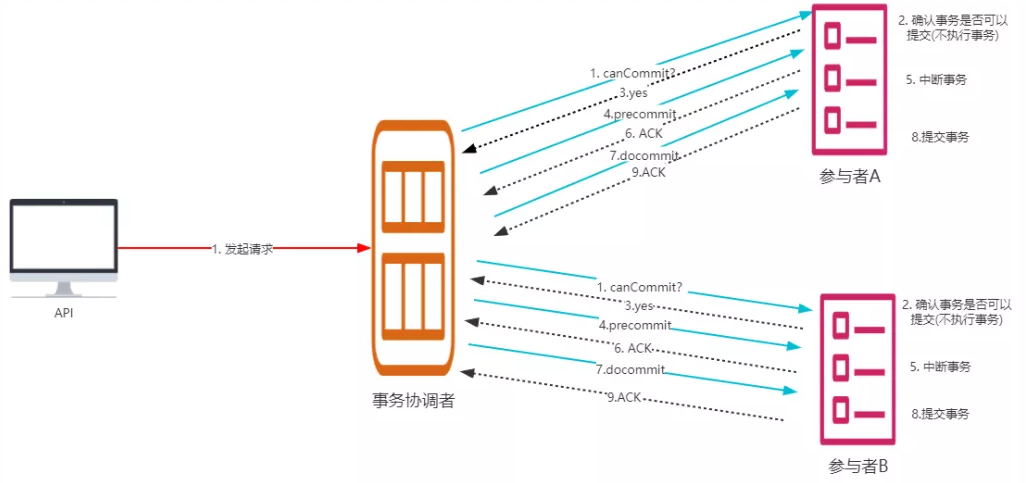 2. 确认事务是否可以
提交(不执行事务)
1. canCommit?
3.yes
5. 中断事务
4.precommit
6. ACK
8.提交事务
7.docommit
9.ACK
参与者A
1. 发起请求
API
事务协调者
1. canCommit?
2. 确认事务是否可以
提交(不执行事务)
3.yes
4.precommit
6. ACK
5. 中断事务
7.docommit
9.ACK
8.提交事务
参与者B